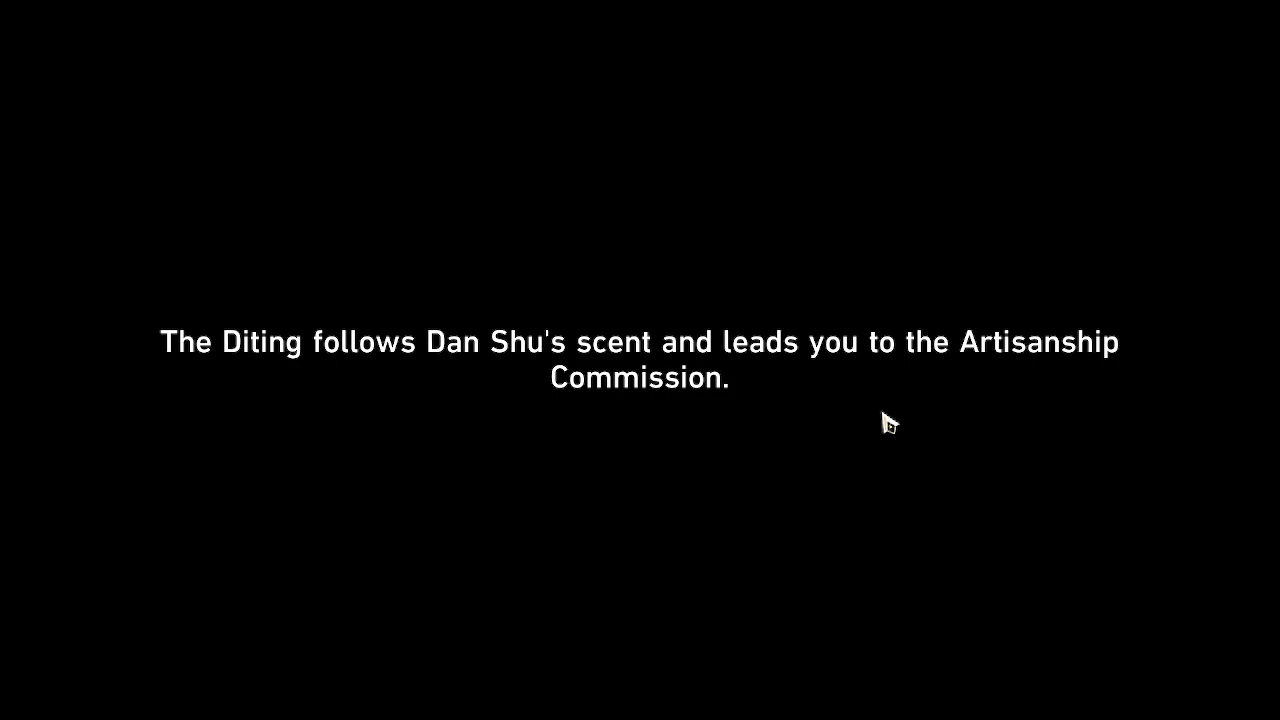 The Diting follows Dan Shu's scent and leads you to the Artisanship
Commission.